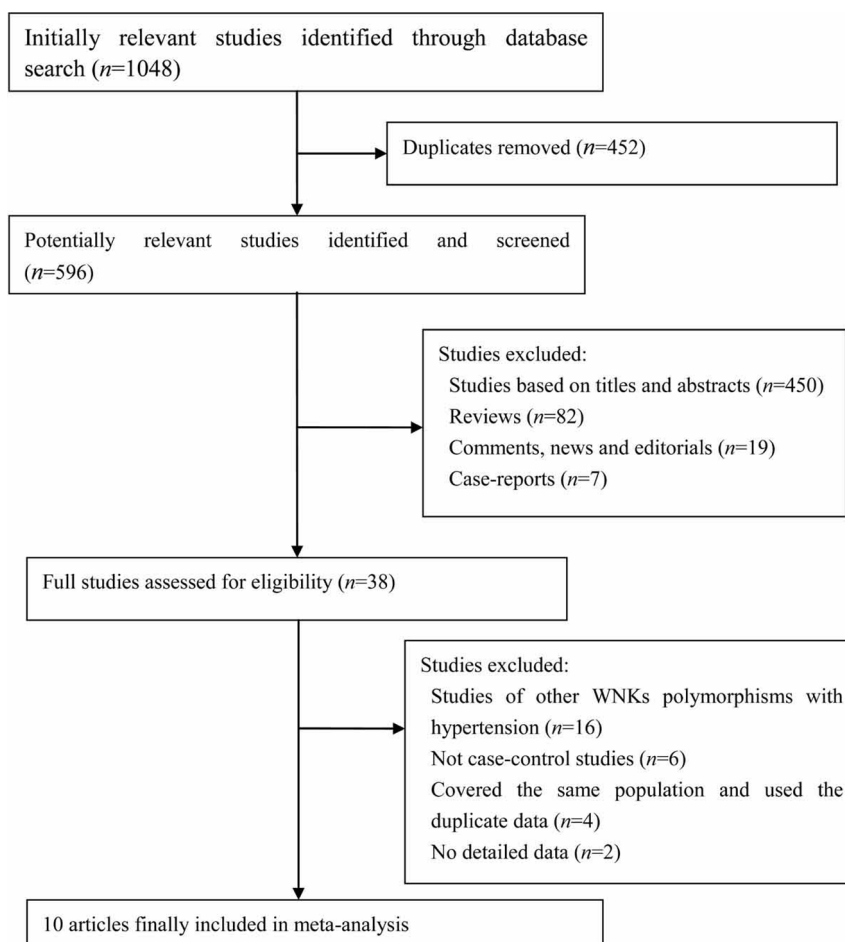 Initially relevant studies identified through database
search (n=1048)
Duplicates removed (n=452)
Potentially relevant studies identified and screened
(n=596)
Studies excluded:
Studies based on titles and abstracts (n=450)
Reviews (n=82)
Comments, news and editorials (n=19)
Case-reports (n=7)
Full studies assessed for eligibility (n=38)
Studies excluded:
Studies of other WNKs polymorphisms with
hypertension (n=16)
Not case-control studies (n=6)
Covered the same population and used the
duplicate data (n=4)
No detailed data (n=2)
10 articles finally included in meta-analysis